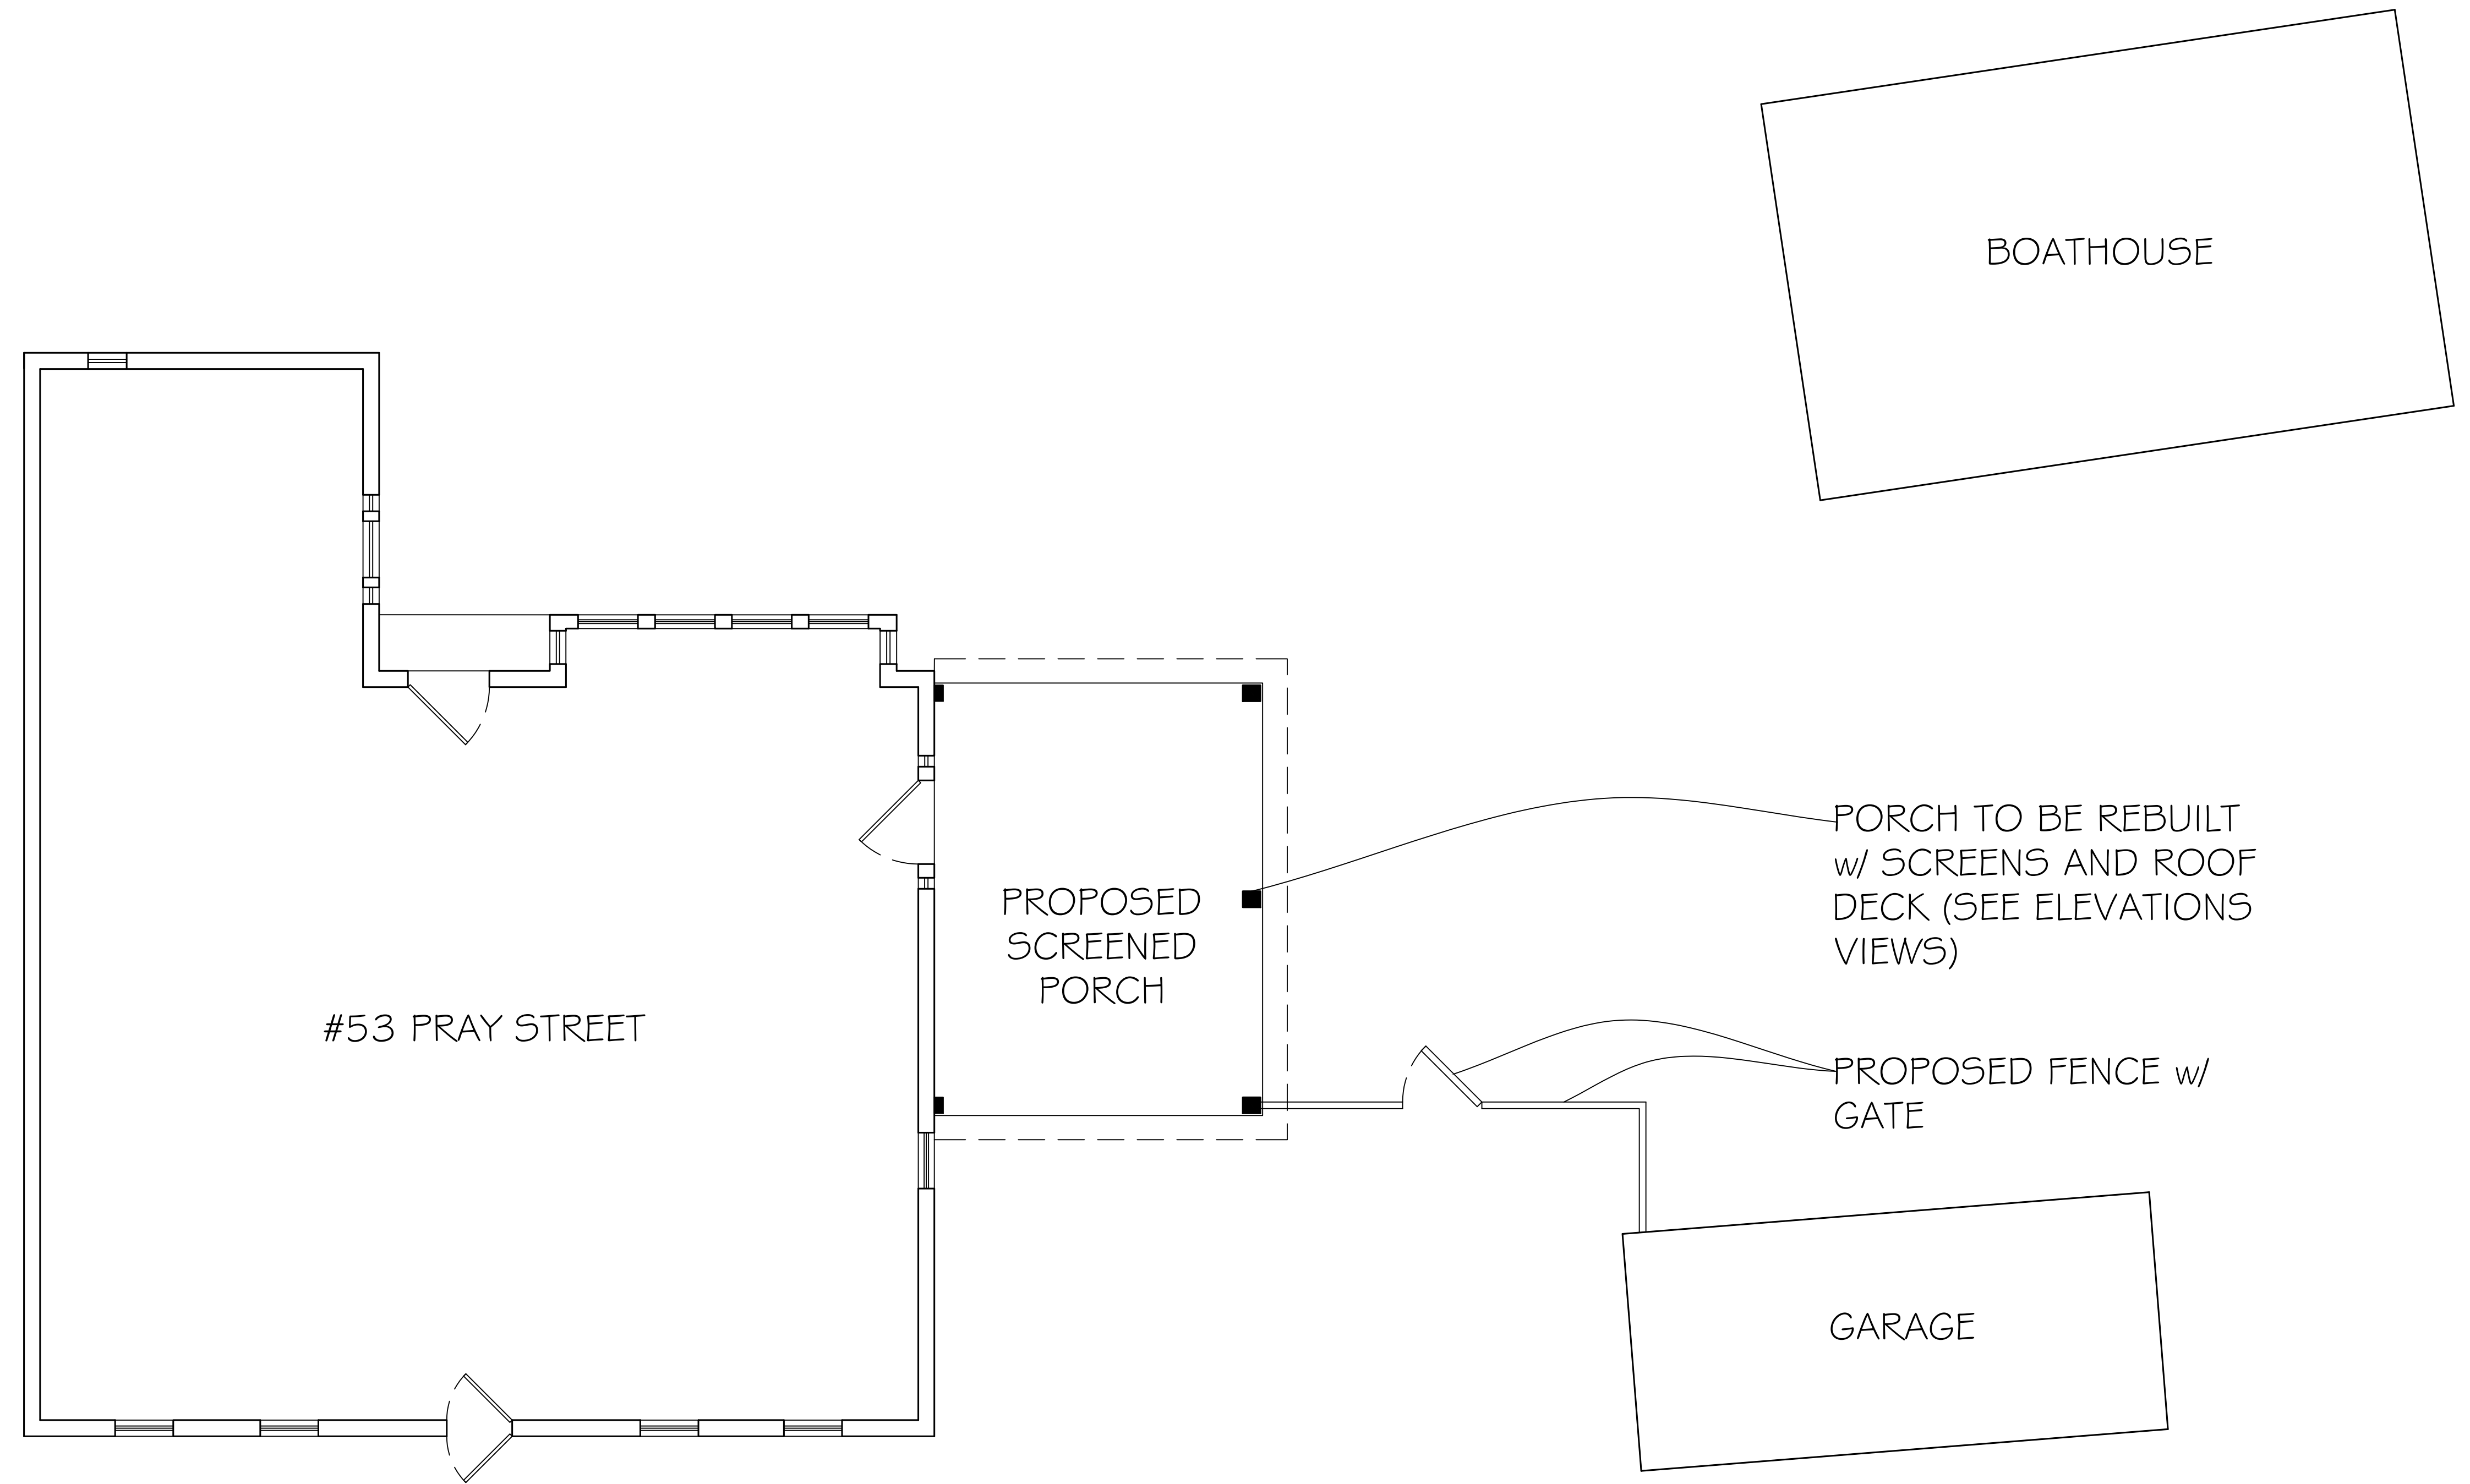 BOATHOUSE
PORCH TO BE REBUILT
w/ SCREENS AND ROOF
DECK (SEE ELEVATIONS
VIEWS)
PROPOSED
SCREENED
PORCH
#53 PRAY STREET
PROPOSED FENCE w/
GATE
GARAGE